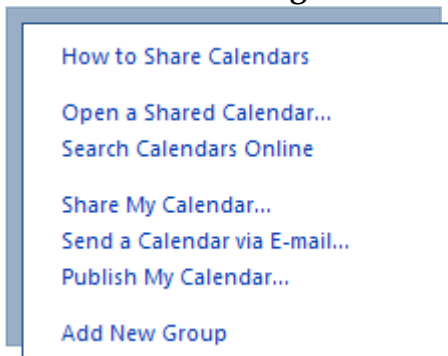 How to Share Calendars
Open a Shared Calendar...
Search Calendars Online
Share My Calendar...
Send a Calendar via E-mail...
Publish My Calendar...
Add New Group